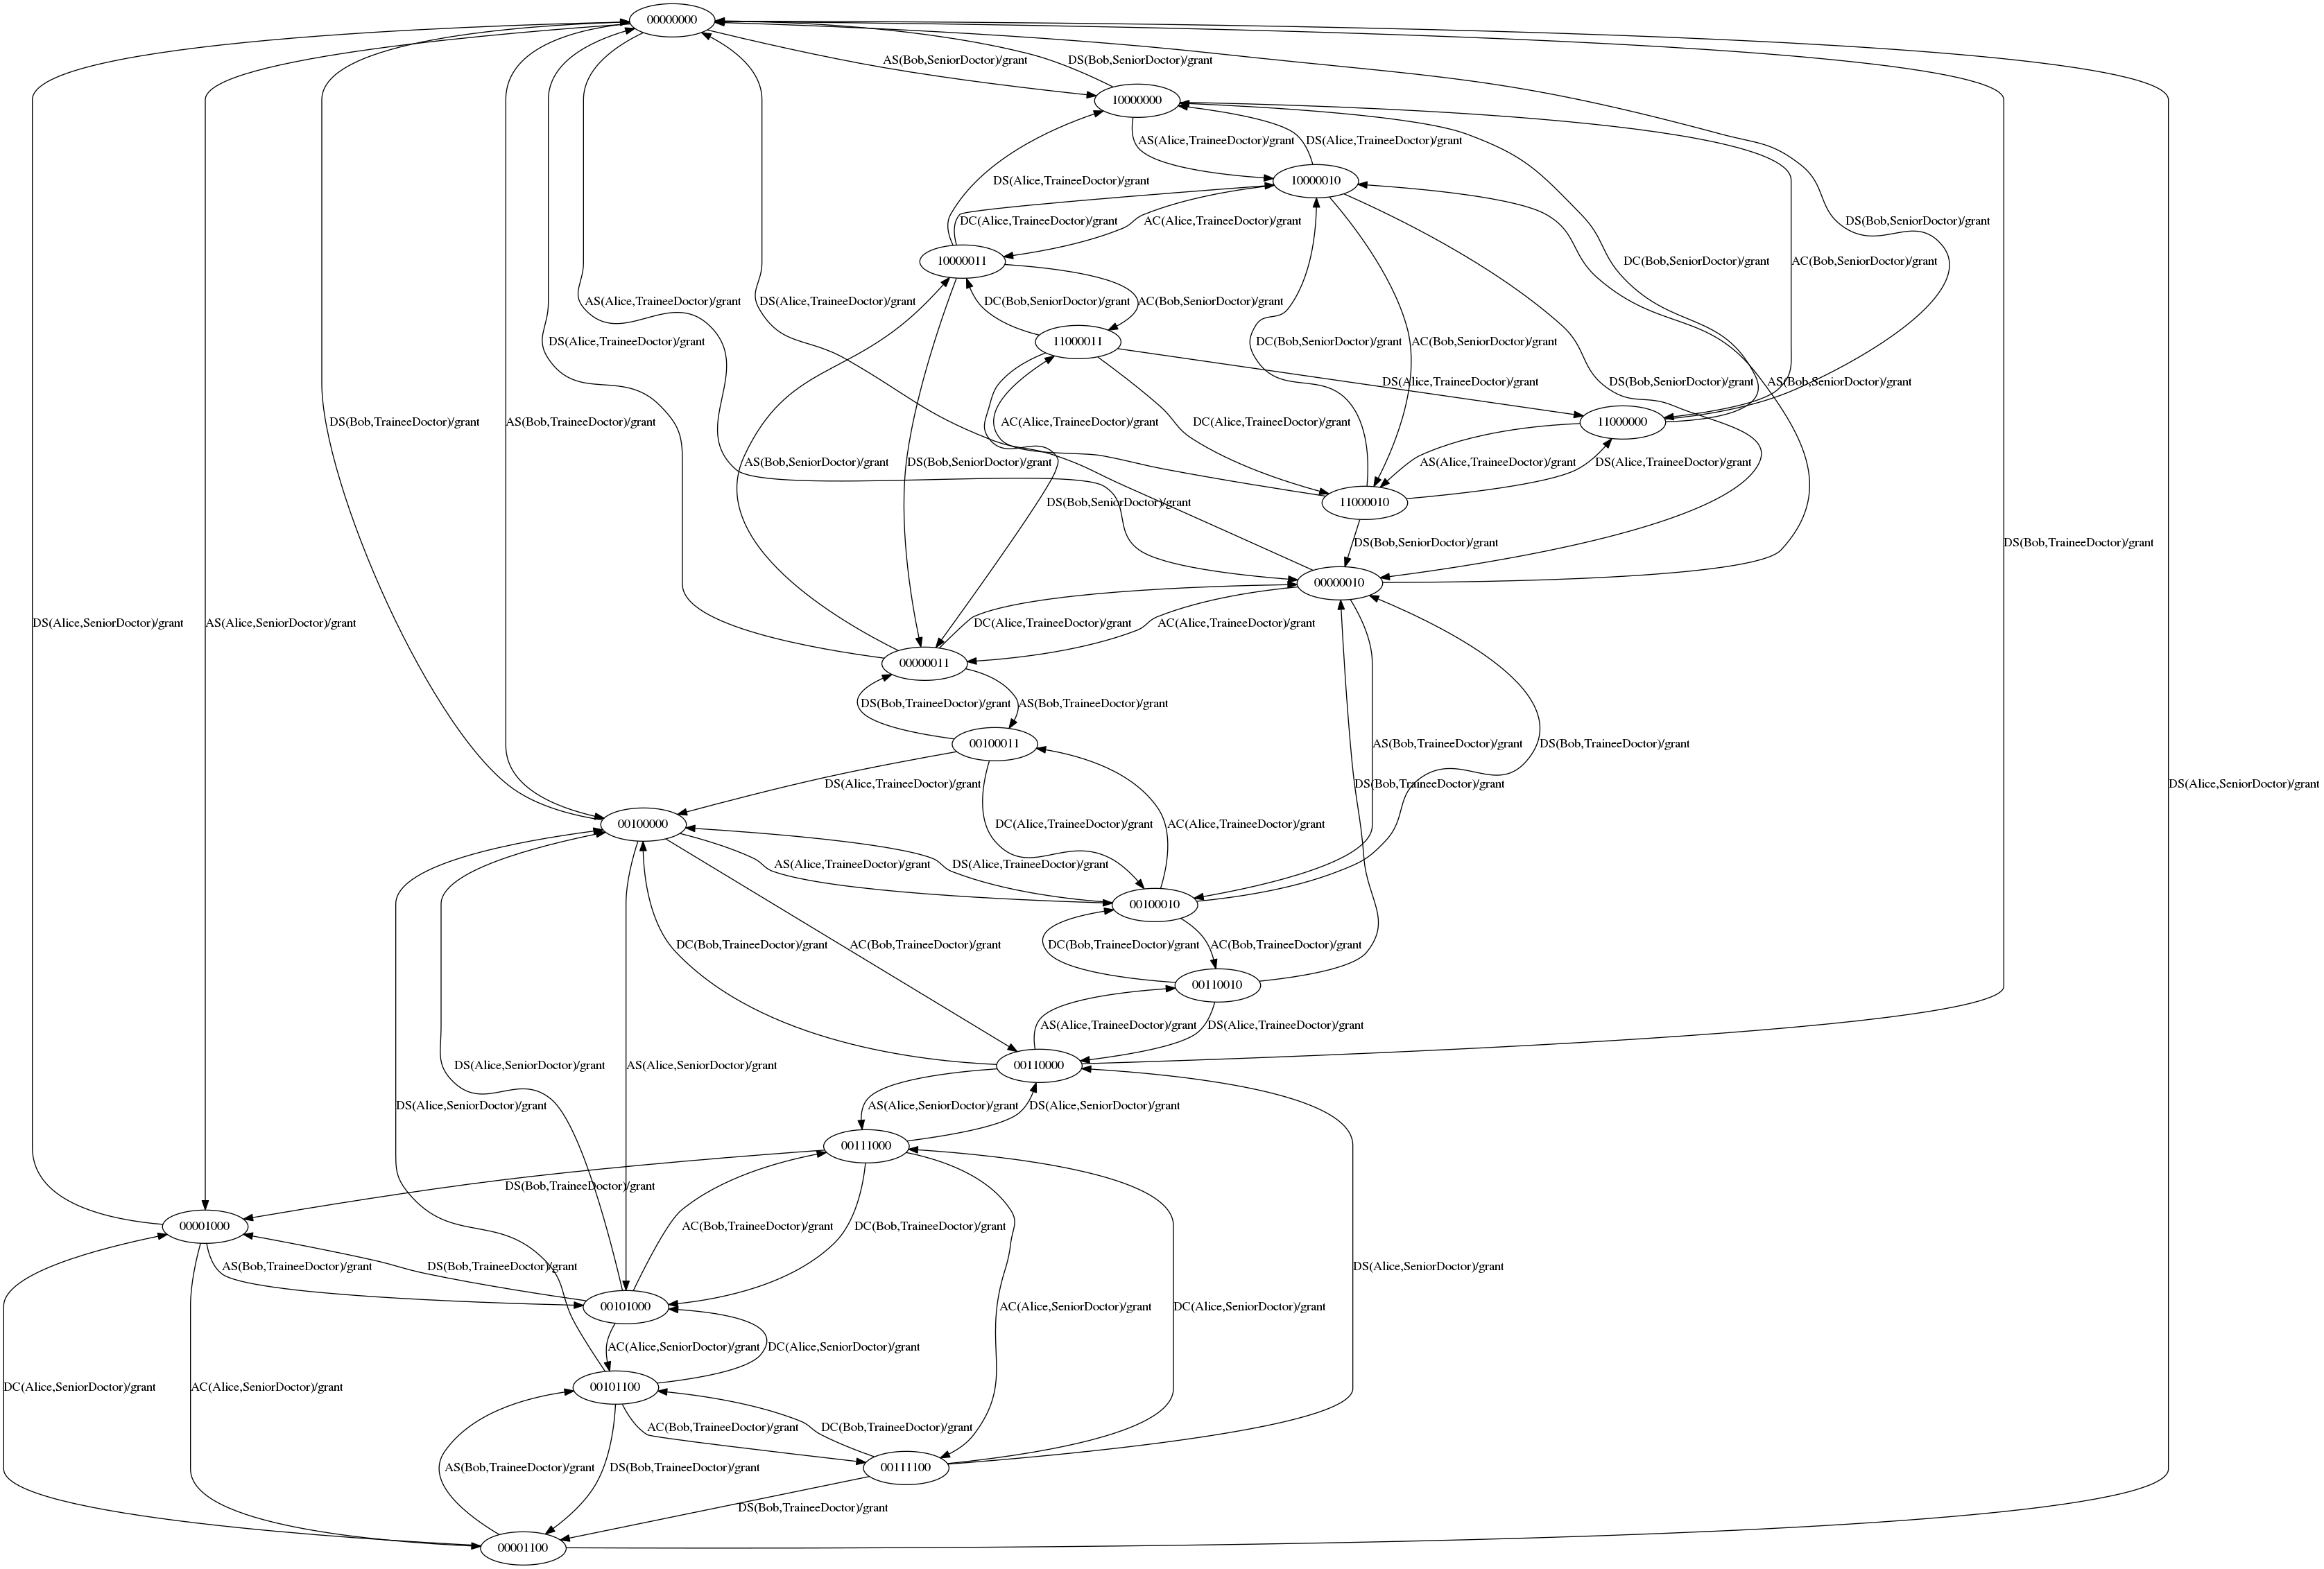 00000000
AS(Bob,SeniorDoctor)/grant
DS(Bob,SeniorDoctor)/grant
10000000
AS(Alice,TraineeDoctor)/grant
DS(Alice,TraineeDoctor)/grant
10000010
DS(Alice,TraineeDoctor)/grant
DC(Alice,TraineeDoctor)/grant
AC(Alice,TraineeDoctor)/grant
DS(Bob,SeniorDoctor)/grant
10000011
DC(Bob,SeniorDoctor)/grant
AC(Bob,SeniorDoctor)/grant
AS(Alice,TraineeDoctor)/grant
DS(Alice,TraineeDoctor)/grant
DC(Bob,SeniorDoctor)/grant
AC(Bob,SeniorDoctor)/grant
DS(Alice,TraineeDoctor)/grant
11000011
DC(Bob,SeniorDoctor)/grant
AC(Bob,SeniorDoctor)/grant
DS(Alice,TraineeDoctor)/grant
DS(Bob,SeniorDoctor)/grant
AS(Bob,SeniorDoctor)/grant
DS(Bob,TraineeDoctor)/grant
AS(Bob,TraineeDoctor)/grant
AC(Alice,TraineeDoctor)/grant
DC(Alice,TraineeDoctor)/grant
11000000
AS(Bob,SeniorDoctor)/grant
DS(Bob,SeniorDoctor)/grant
AS(Alice,TraineeDoctor)/grant
DS(Alice,TraineeDoctor)/grant
DS(Bob,SeniorDoctor)/grant
11000010
DS(Bob,SeniorDoctor)/grant
DS(Bob,TraineeDoctor)/grant
00000010
DS(Alice,SeniorDoctor)/grant
AS(Alice,SeniorDoctor)/grant
DC(Alice,TraineeDoctor)/grant
AC(Alice,TraineeDoctor)/grant
00000011
DS(Bob,TraineeDoctor)/grant
AS(Bob,TraineeDoctor)/grant
00100011
AS(Bob,TraineeDoctor)/grant
DS(Bob,TraineeDoctor)/grant
DS(Alice,TraineeDoctor)/grant
DS(Bob,TraineeDoctor)/grant
DS(Alice,SeniorDoctor)/grant
00100000
DC(Alice,TraineeDoctor)/grant
AC(Alice,TraineeDoctor)/grant
AS(Alice,TraineeDoctor)/grant
DS(Alice,TraineeDoctor)/grant
00100010
DC(Bob,TraineeDoctor)/grant
AC(Bob,TraineeDoctor)/grant
DC(Bob,TraineeDoctor)/grant
AC(Bob,TraineeDoctor)/grant
00110010
AS(Alice,TraineeDoctor)/grant
DS(Alice,TraineeDoctor)/grant
DS(Alice,SeniorDoctor)/grant
AS(Alice,SeniorDoctor)/grant
00110000
DS(Alice,SeniorDoctor)/grant
AS(Alice,SeniorDoctor)/grant
DS(Alice,SeniorDoctor)/grant
00111000
DS(Bob,TraineeDoctor)/grant
00001000
AC(Bob,TraineeDoctor)/grant
DC(Bob,TraineeDoctor)/grant
AS(Bob,TraineeDoctor)/grant
DS(Bob,TraineeDoctor)/grant
DS(Alice,SeniorDoctor)/grant
00101000
AC(Alice,SeniorDoctor)/grant
DC(Alice,SeniorDoctor)/grant
AC(Alice,SeniorDoctor)/grant
DC(Alice,SeniorDoctor)/grant
00101100
DC(Alice,SeniorDoctor)/grant
AC(Alice,SeniorDoctor)/grant
AC(Bob,TraineeDoctor)/grant
DC(Bob,TraineeDoctor)/grant
AS(Bob,TraineeDoctor)/grant
DS(Bob,TraineeDoctor)/grant
00111100
DS(Bob,TraineeDoctor)/grant
00001100